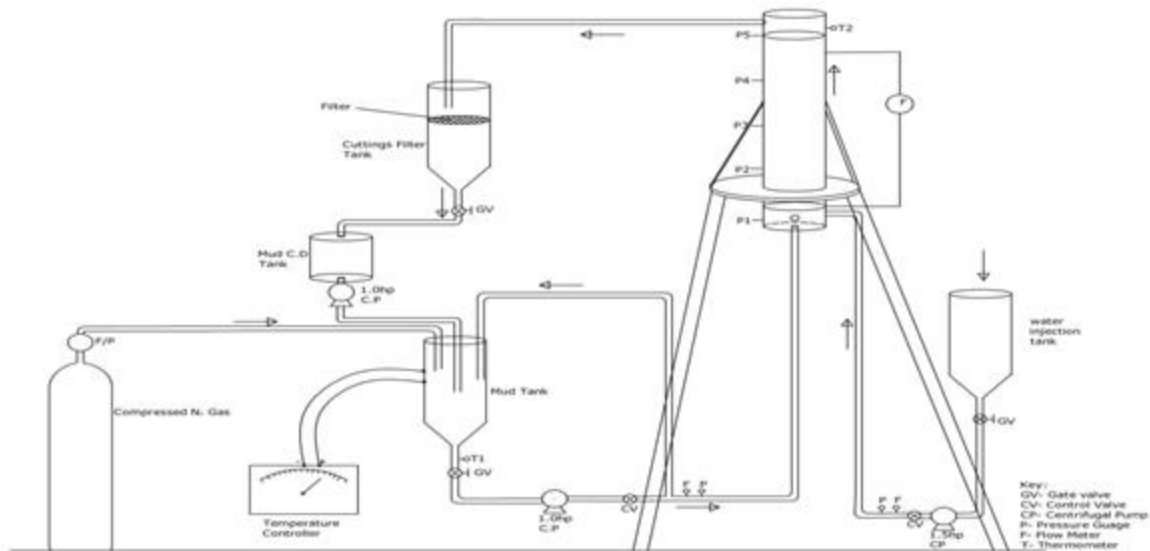 P5
T2
P4
F
Filter
P3
Cuttings Filter
Tank
P2
GV
P1
Mud C.D
Tank
1.0hp
C.P
water
injection
tank
F/P
Mud Tank
Compressed N. Gas
GV
T1
GV
Temperature
Controller
1.0hp
C.P
CV
F P
P F
CV
1.5hp
CP
Key:
GV- Gate valve
CV- Control Valve
CP- Centrifugal Pump
P- Pressure Guage
F- Flow Meter
T- Thermometer